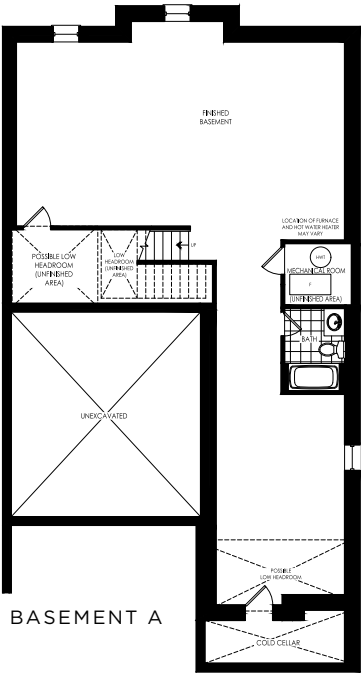 FINISHED
BASEMENT
LOCATION OF FURNACE
AND HOT WATER HEATER
MAY VARY
HWT
MECHANICAL ROOM
F
(UNFINISHED AREA)
UP
LOW
HEADROOM
(UNFINISHED
AREA)
POSSIBLE LOW
HEADROOM
(UNFINISHED
AREA)
BATH
UNEXCAVATED
POSSIBLE
LOW HEADROOM
BASEMENT A
COLD CELLAR